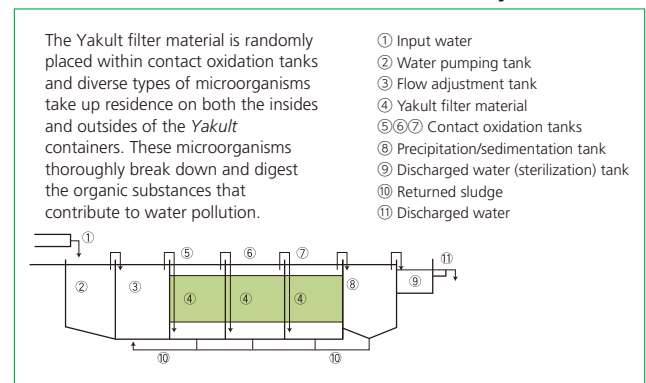 The Yakult filter material is randomly
placed within contact oxidation tanks
and diverse types of microorganisms
take up residence on both the insides
and outsides of the Yakult
containers. These microorganisms
thoroughly break down and digest
the organic substances that
contribute to water pollution.
① Input water
② Water pumping tank
③ Flow adjustment tank
④ Yakult filter material
⑤⑥⑦ Contact oxidation tanks
⑧ Precipitation/sedimentation tank
⑨ Discharged water (sterilization) tank
⑩ Returned sludge
⑪ Discharged water
①
⑤ ⑥ ⑦ ⑪
② ③ ④ ④ ④ ⑧ ⑨
⑩ ⑩